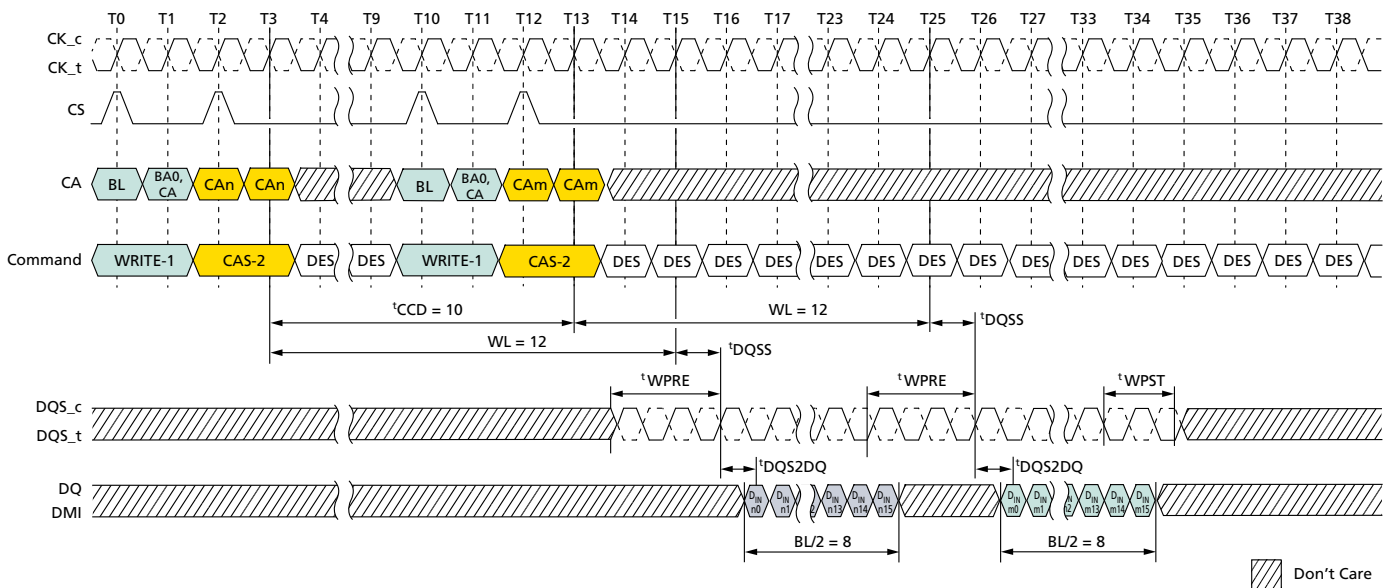 T0 T1 T2 T3 T4 T9 T10 T11 T12 T13 T14 T15 T16 T17 T22 T23 T24 T25 T26 T27 T32 T33 T34 T35 T36 T37 T38
CK_c
CK_t
CS
CA BL BA0, CA CAn CAn BL BA0, CA CAm CAm
Command WRITE-1 CAS-2 DES DES WRITE-1 CAS-2 DES DES DES DES DES DES DES DES DES DES DES DES DES DES DES DES DES
tCCD = 10 WL = 12 tDQSS
WL = 12 tDQSS
tWPRE tWPRE tWPST
DQS_c
DQS_t
tDQS2DQ tDQS2DQ
DQ
DMI
DIN n0 DIN n1 DIN n13 DIN n14 DIN n15 DIN m0 DIN m1 DIN m13 DIN m14 DIN m15
BL/2 = 8 BL/2 = 8
Don't Care